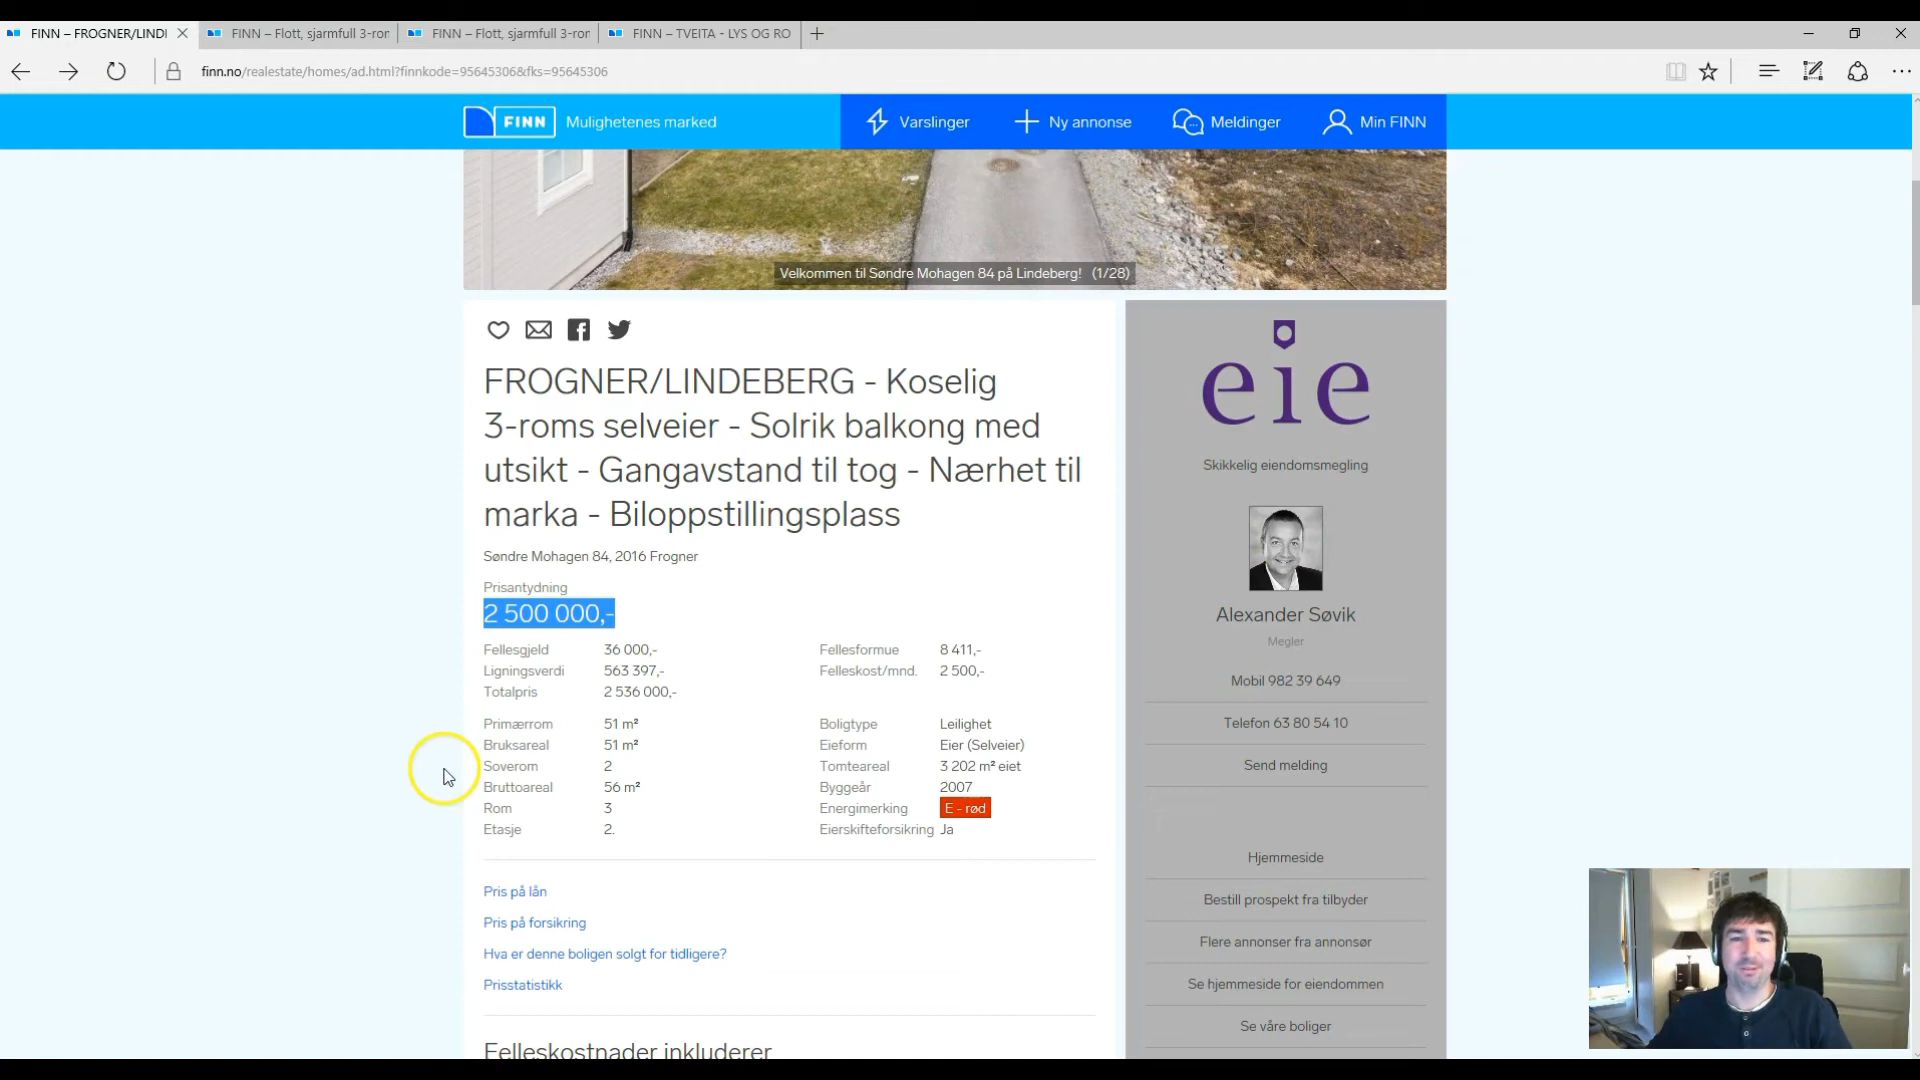 FINN – FROGNER/LINDI
FINN – Flott, sjarmfull 3-ror
FINN – Flott, sjarmfull 3-ror
FINN – TVEITA - LYS OG RO
finn.no/realestate/homes/ad.html?finnkode=95645306&fks=95645306
FINN
Mulighetenes marked
Varslinger
Ny annonse
Meldinger
Min FINN
Velkommen til Søndre Mohagen 84 på Lindeberg! (1/28)
FROGNER/LINDEBERG - Koselig
3-roms selveier - Solrik balkong med
utsikt - Gangavstand til tog - Nærhet til
marka - Biloppstillingsplass
Søndre Mohagen 84, 2016 Frogner
Prisantydning
2 500 000,-
Fellesgjeld 36 000,-
Fellesformue 8 411,-
Ligningsverdi 563 397,-
Felleskost/mnd. 2 500,-
Totalpris 2 536 000,-
Primærrom 51 m²
Boligtype Leilighet
Bruksareal 51 m²
Eieform Eier (Selveier)
Soverom 2
Tomteareal 3 202 m² eiet
Bruttoareal 56 m²
Byggeår 2007
Rom 3
Energimerking E - rød
Etasje 2.
Eierskifteforsikring Ja
Pris på lån
Pris på forsikring
Hva er denne boligen solgt for tidligere?
Prisstatistikk
Felleskostnader inkluderer
eie
Skikkelig eiendomsmegling
Alexander Søvik
Megler
Mobil 982 39 649
Telefon 63 80 54 10
Send melding
Hjemmeside
Bestill prospekt fra tilbyder
Flere annonser fra annonsør
Se hjemmeside for eiendommen
Se våre boliger